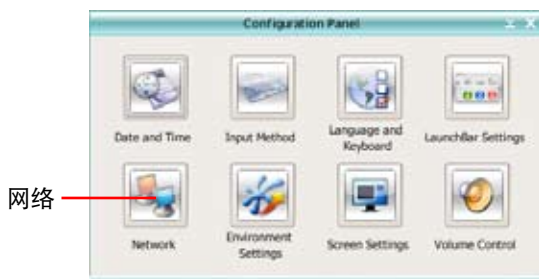 Configuration Panel
Date and Time
Input Method
Language and
Keyboard
LaunchBar Settings
网络
Network
Environment
Settings
Screen Settings
Volume Control